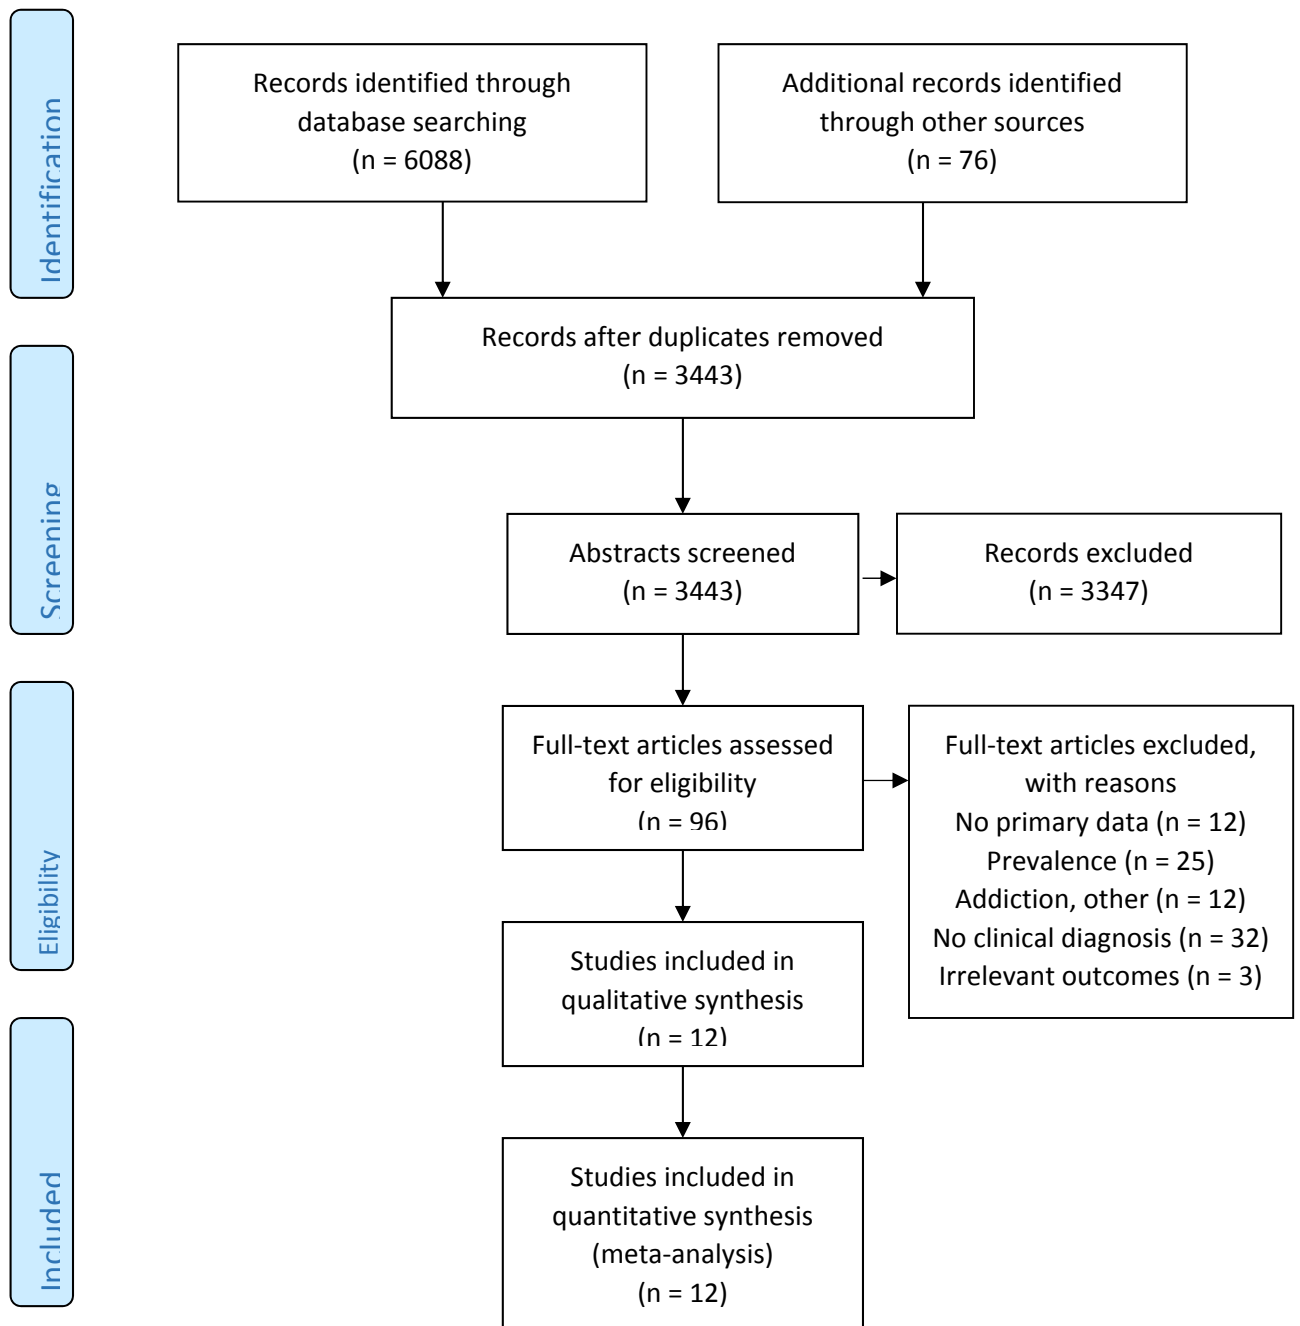 Identification
Records identified through
database searching
(n = 6088)
Additional records identified
through other sources
(n = 76)
Records after duplicates removed
(n = 3443)
Screening
Abstracts screened
(n = 3443)
Records excluded
(n = 3347)
Eligibility
Full-text articles assessed
for eligibility
(n = 96)
Full-text articles excluded,
with reasons
No primary data (n = 12)
Prevalence (n = 25)
Addiction, other (n = 12)
No clinical diagnosis (n = 32)
Irrelevant outcomes (n = 3)
Studies included in
qualitative synthesis
(n = 12)
Included
Studies included in
quantitative synthesis
(meta-analysis)
(n = 12)